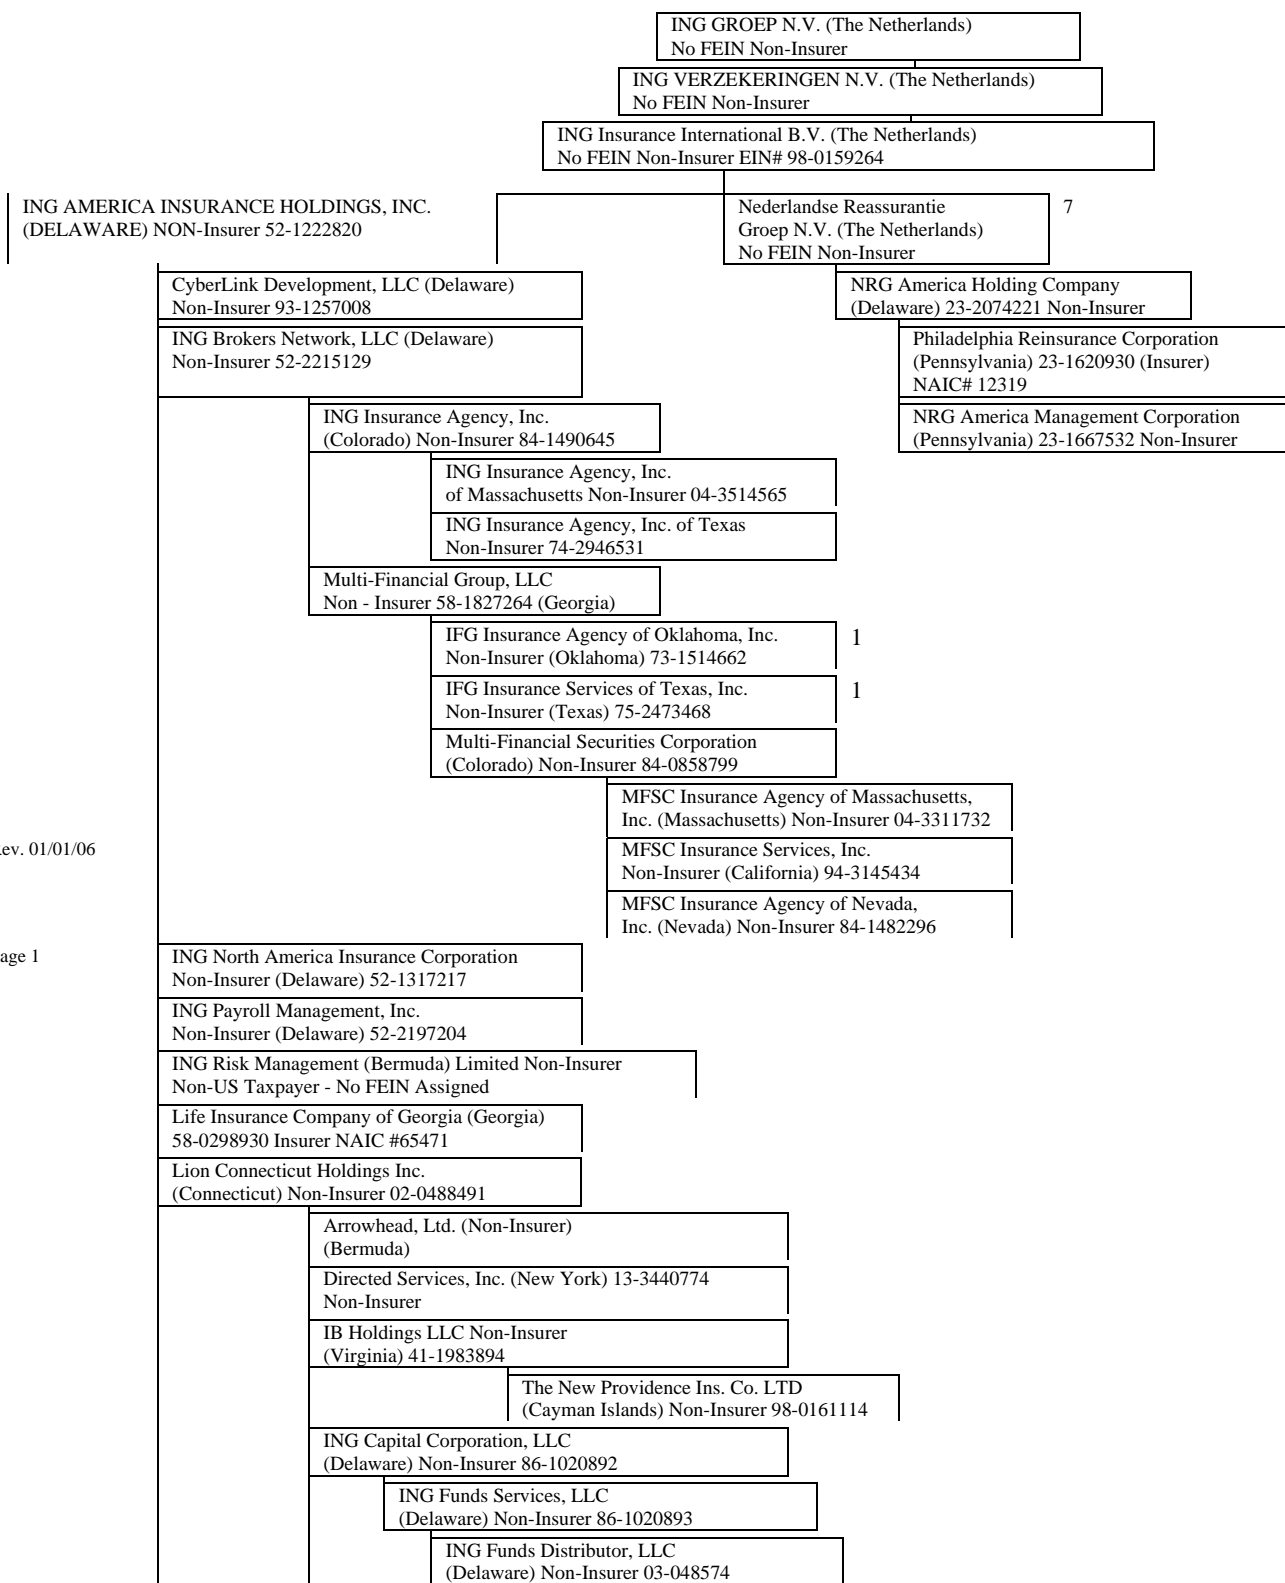 ING GROEP N.V. (The Netherlands)
No FEIN Non-Insurer
ING VERZEKERINGEN N.V. (The Netherlands)
No FEIN Non-Insurer
ING Insurance International B.V. (The Netherlands)
No FEIN Non-Insurer EIN# 98-0159264
ING AMERICA INSURANCE HOLDINGS, INC.
(DELAWARE) NON-Insurer 52-1222820
Nederlandse Reassurantie
Groep N.V. (The Netherlands)
No FEIN Non-Insurer
7
CyberLink Development, LLC (Delaware)
Non-Insurer 93-1257008
NRG America Holding Company
(Delaware) 23-2074221 Non-Insurer
ING Brokers Network, LLC (Delaware)
Non-Insurer 52-2215129
Philadelphia Reinsurance Corporation
(Pennsylvania) 23-1620930 (Insurer)
NAIC# 12319
NRG America Management Corporation
(Pennsylvania) 23-1667532 Non-Insurer
ING Insurance Agency, Inc.
(Colorado) Non-Insurer 84-1490645
ING Insurance Agency, Inc.
of Massachusetts Non-Insurer 04-3514565
ING Insurance Agency, Inc. of Texas
Non-Insurer 74-2946531
Multi-Financial Group, LLC
Non - Insurer 58-1827264 (Georgia)
IFG Insurance Agency of Oklahoma, Inc.
Non-Insurer (Oklahoma) 73-1514662
1
IFG Insurance Services of Texas, Inc.
Non-Insurer (Texas) 75-2473468
1
Multi-Financial Securities Corporation
(Colorado) Non-Insurer 84-0858799
MFSC Insurance Agency of Massachusetts,
Inc. (Massachusetts) Non-Insurer 04-3311732
ev. 01/01/06
MFSC Insurance Services, Inc.
Non-Insurer (California) 94-3145434
MFSC Insurance Agency of Nevada,
Inc. (Nevada) Non-Insurer 84-1482296
age 1
ING North America Insurance Corporation
Non-Insurer (Delaware) 52-1317217
ING Payroll Management, Inc.
Non-Insurer (Delaware) 52-2197204
ING Risk Management (Bermuda) Limited Non-Insurer
Non-US Taxpayer - No FEIN Assigned
Life Insurance Company of Georgia (Georgia)
58-0298930 Insurer NAIC #65471
Lion Connecticut Holdings Inc.
(Connecticut) Non-Insurer 02-0488491
Arrowhead, Ltd. (Non-Insurer)
(Bermuda)
Directed Services, Inc. (New York) 13-3440774
Non-Insurer
IB Holdings LLC Non-Insurer
(Virginia) 41-1983894
The New Providence Ins. Co. LTD
(Cayman Islands) Non-Insurer 98-0161114
ING Capital Corporation, LLC
(Delaware) Non-Insurer 86-1020892
ING Funds Services, LLC
(Delaware) Non-Insurer 86-1020893
ING Funds Distributor, LLC
(Delaware) Non-Insurer 03-048574